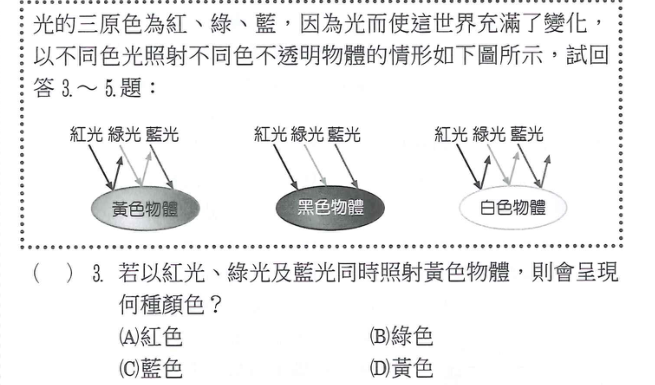 光的三原色為紅、綠、藍，因為光而使這世界充滿了變化，
以不同色光照射不同色不透明物體的情形如下圖所示，試回
答 3.～ 5.題：
紅光 綠光 藍光
黃色物體
紅光 綠光 藍光
黑色物體
紅光 綠光 藍光
白色物體
( ) 3. 若以紅光、綠光及藍光同時照射黃色物體，則會呈現
何種顏色？
(A)紅色 (B)綠色
(C)藍色 (D)黃色